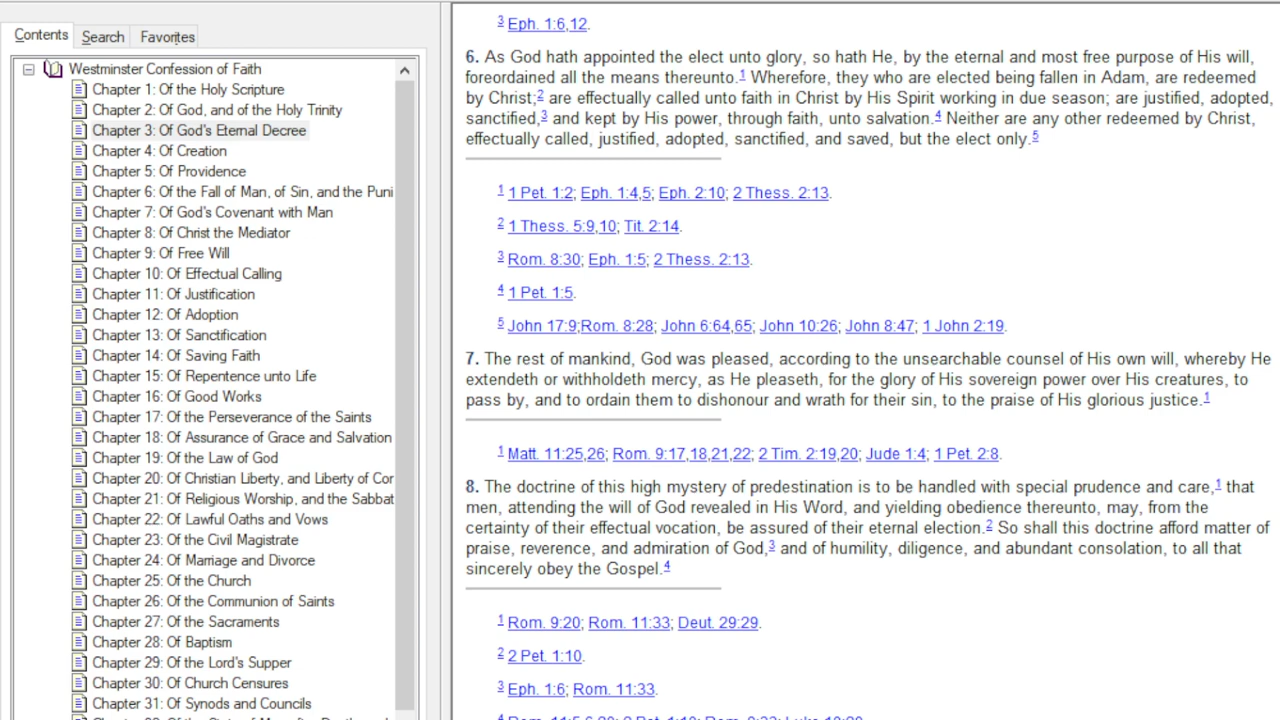 Contents
Search
Favorites
Westminster Confession of Faith
Chapter 1: Of the Holy Scripture
Chapter 2: Of God, and of the Holy Trinity
Chapter 3: Of God's Eternal Decree
Chapter 4: Of Creation
Chapter 5: Of Providence
Chapter 6: Of the Fall of Man, of Sin, and the Puni
Chapter 7: Of God's Covenant with Man
Chapter 8: Of Christ the Mediator
Chapter 9: Of Free Will
Chapter 10: Of Effectual Calling
Chapter 11: Of Justification
Chapter 12: Of Adoption
Chapter 13: Of Sanctification
Chapter 14: Of Saving Faith
Chapter 15: Of Repentence unto Life
Chapter 16: Of Good Works
Chapter 17: Of the Perseverance of the Saints
Chapter 18: Of Assurance of Grace and Salvation
Chapter 19: Of the Law of God
Chapter 20: Of Christian Liberty, and Liberty of Cor
Chapter 21: Of Religious Worship, and the Sabbat
Chapter 22: Of Lawful Oaths and Vows
Chapter 23: Of the Civil Magistrate
Chapter 24: Of Marriage and Divorce
Chapter 25: Of the Church
Chapter 26: Of the Communion of Saints
Chapter 27: Of the Sacraments
Chapter 28: Of Baptism
Chapter 29: Of the Lord's Supper
Chapter 30: Of Church Censures
Chapter 31: Of Synods and Councils
3 Eph. 1:6,12.
6. As God hath appointed the elect unto glory, so hath He, by the eternal and most free purpose of His will,
foreordained all the means thereunto.1 Wherefore, they who are elected being fallen in Adam, are redeemed
by Christ;2 are effectually called unto faith in Christ by His Spirit working in due season; are justified, adopted,
sanctified,3 and kept by His power, through faith, unto salvation.4 Neither are any other redeemed by Christ,
effectually called, justified, adopted, sanctified, and saved, but the elect only.5
1 1 Pet. 1:2; Eph. 1:4,5; Eph. 2:10; 2 Thess. 2:13.
2 1 Thess. 5:9,10; Tit. 2:14.
3 Rom. 8:30; Eph. 1:5; 2 Thess. 2:13.
4 1 Pet. 1:5.
5 John 17:9;Rom. 8:28; John 6:64,65; John 10:26; John 8:47; 1 John 2:19.
7. The rest of mankind, God was pleased, according to the unsearchable counsel of His own will, whereby He
extendeth or withholdeth mercy, as He pleaseth, for the glory of His sovereign power over His creatures, to
pass by, and to ordain them to dishonour and wrath for their sin, to the praise of His glorious justice.1
1 Matt. 11:25,26; Rom. 9:17,18,21,22; 2 Tim. 2:19,20; Jude 1:4; 1 Pet. 2:8.
8. The doctrine of this high mystery of predestination is to be handled with special prudence and care,1 that
men, attending the will of God revealed in His Word, and yielding obedience thereunto, may, from the
certainty of their effectual vocation, be assured of their eternal election.2 So shall this doctrine afford matter of
praise, reverence, and admiration of God,3 and of humility, diligence, and abundant consolation, to all that
sincerely obey the Gospel.4
1 Rom. 9:20; Rom. 11:33; Deut. 29:29.
2 2 Pet. 1:10.
3 Eph. 1:6; Rom. 11:33.